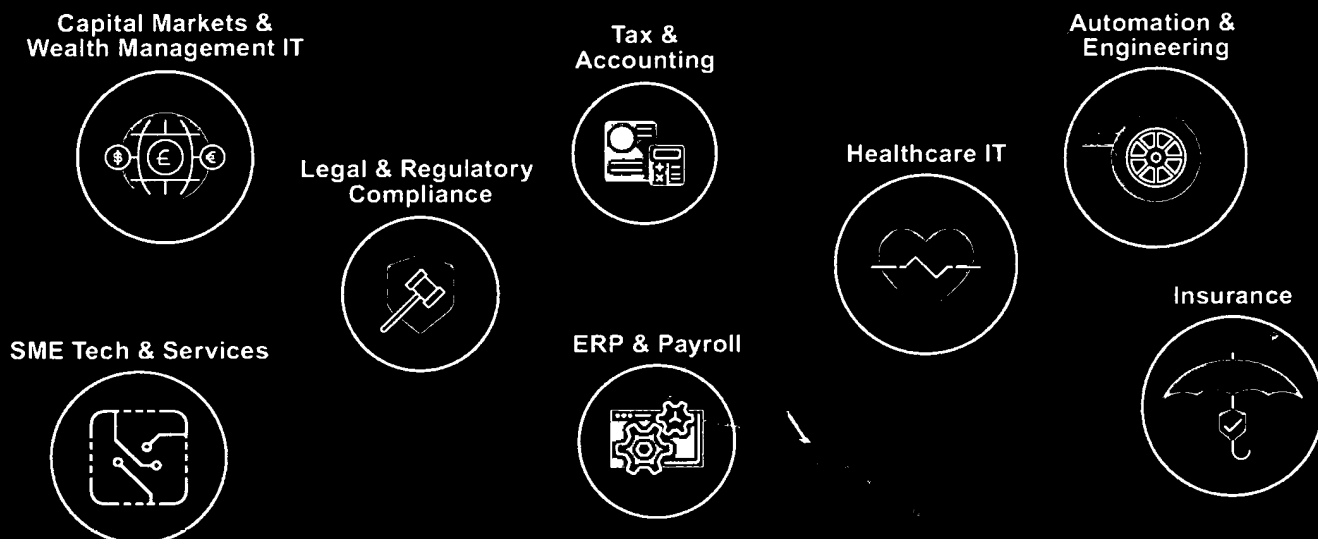 Capital Markets &
Wealth Management IT
$
£
€
Legal & Regulatory
Compliance
SME Tech & Services
Tax &
Accounting
ERP & Payroll
Healthcare IT
Automation &
Engineering
Insurance